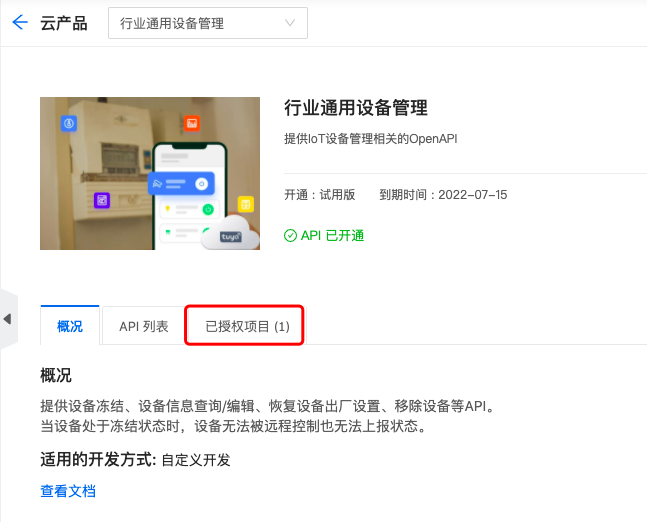 云产品
行业通用设备管理
行业通用设备管理
提供IoT设备管理相关的OpenAPI
开通：试用版 到期时间：2022-07-15
API 已开通
tuya
概况 API 列表 已授权项目 (1)
概况
提供设备冻结、设备信息查询/编辑、恢复设备出厂设置、移除设备等API。
当设备处于冻结状态时，设备无法被远程控制也无法上报状态。
适用的开发方式: 自定义开发
查看文档